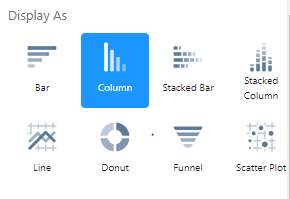 Display As
Bar
Column
Stacked Bar
Stacked
Column
Line
Donut
Funnel
Scatter Plot